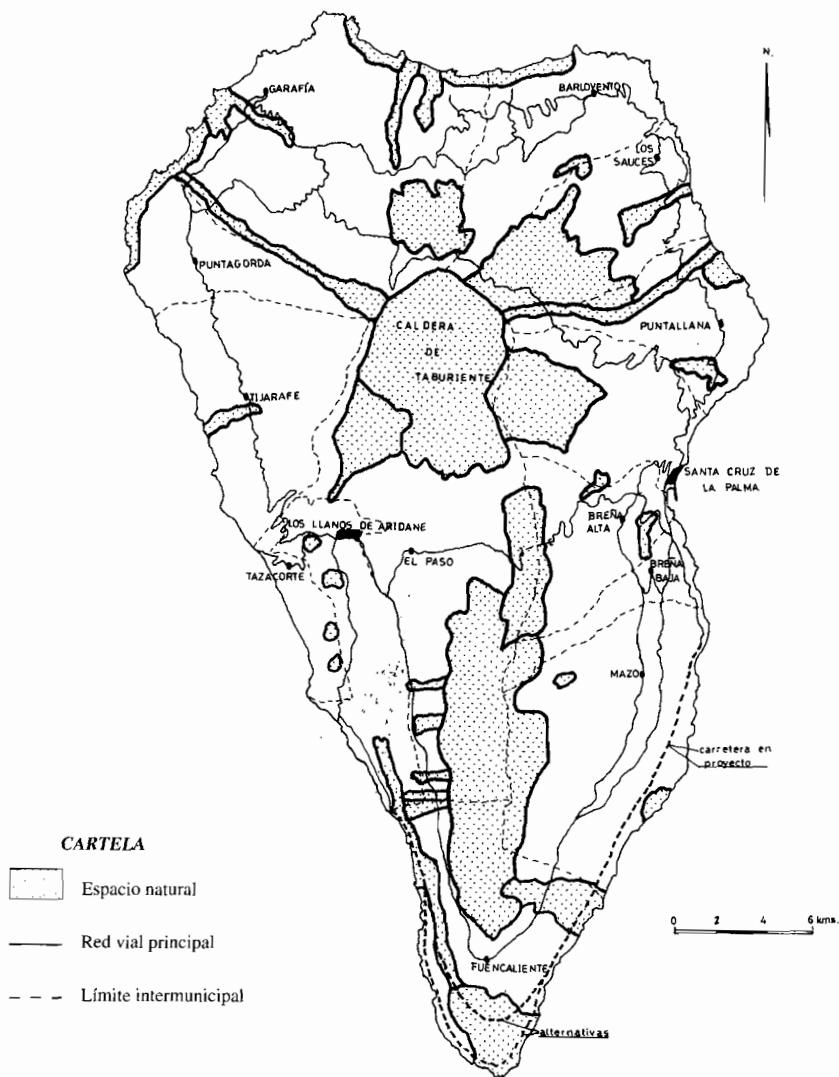 N.
GARAFÍA
BARLOVENTO
LOS
SAUCES
PUNTAGORDA
CALDERA
DE
TABURIENTE
PUNTALLANA
TIJARAFE
SANTA CRUZ DE
LA PALMA
LOS LLANOS DE ARIDANE
BREÑA
ALTA
EL PASO
TAZACORTE
BREÑA
BAJA
MAZO
carretera en
proyecto
CARTELA
Espacio natural
Red vial principal
Límite intermunicipal
0 2 4 6 kms.
FUENCALIENTE
alternativas